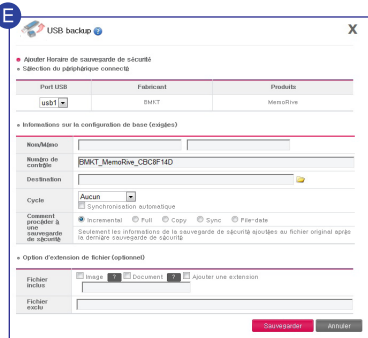 E
USB backup ?
X
Ajouter Horaire de sauvegarde de sécurité
Sélection du périphérique connecté
Port USB Fabricant Produits
usb1 BMKT MemoRive
Informations sur la configuration de base (exigées)
Nom/Mémo
Numéro de contrôle BMKT_MemoRive_CBC8F14D
Destination
Cycle Aucun
Synchronisation automatique
Comment procéder à une sauvegarde de sécurité
Incremental Full Copy Sync File-date
Seulement les informations de la sauvegarde de sécurité ajoutées au fichier original après
la dernière sauvegarde de sécurité
Option d'extension de fichier (optionnel)
Fichier inclus
Image ? Document ? Ajouter une extension
Fichier exclu
Sauvegarder Annuler